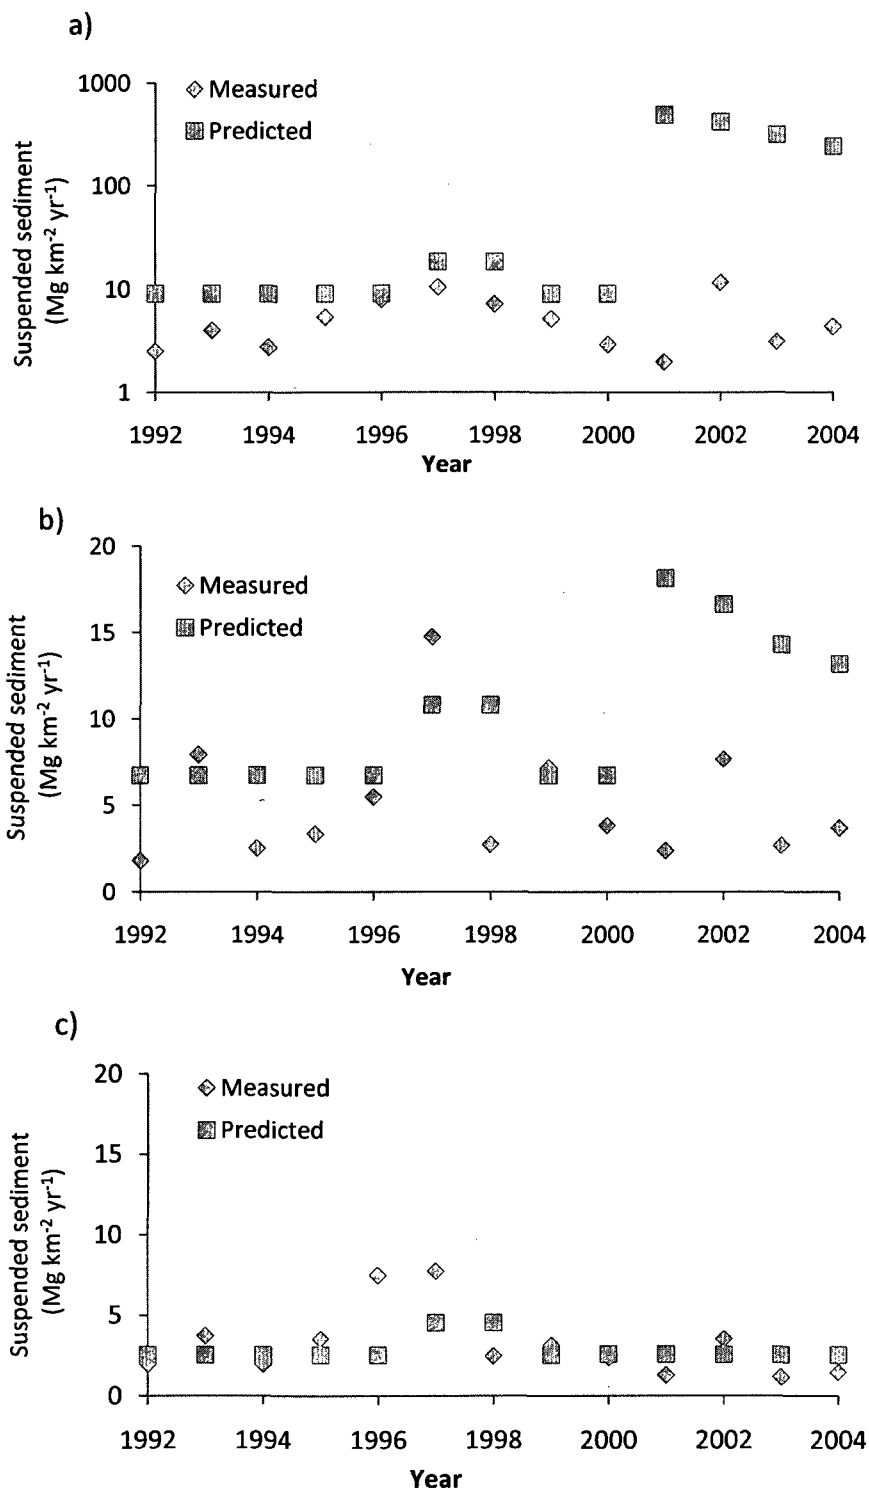 a)
1000
100
10
1
Measured
Predicted
Suspended sediment
(Mg km-2 yr-1)
1992 1994 1996 1998 2000 2002 2004
Year
b)
20
15
10
5
0
Measured
Predicted
Suspended sediment
(Mg km-2 yr-1)
1992 1994 1996 1998 2000 2002 2004
Year
c)
20
15
10
5
0
Measured
Predicted
Suspended sediment
(Mg km-2 yr-1)
1992 1994 1996 1998 2000 2002 2004
Year